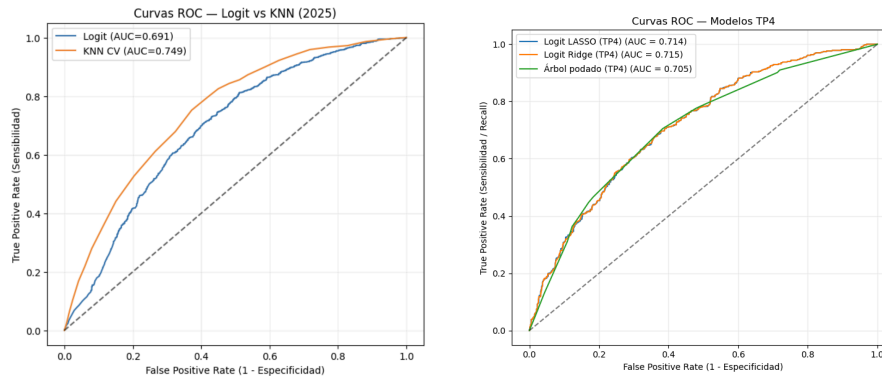 Curvas ROC — Logit vs KNN (2025)
Logit (AUC=0.691)
KNN CV (AUC=0.749)
True Positive Rate (Sensibilidad)
1.0
0.8
0.6
0.4
0.2
0.0
0.0 0.2 0.4 0.6 0.8 1.0
False Positive Rate (1 - Especificidad)
Curvas ROC — Modelos TP4
Logit LASSO (TP4) (AUC = 0.714)
Logit Ridge (TP4) (AUC = 0.715)
Árbol podado (TP4) (AUC = 0.705)
True Positive Rate (Sensibilidad / Recall)
1.0
0.8
0.6
0.4
0.2
0.0
0.0 0.2 0.4 0.6 0.8 1.0
False Positive Rate (1 - Especificidad)